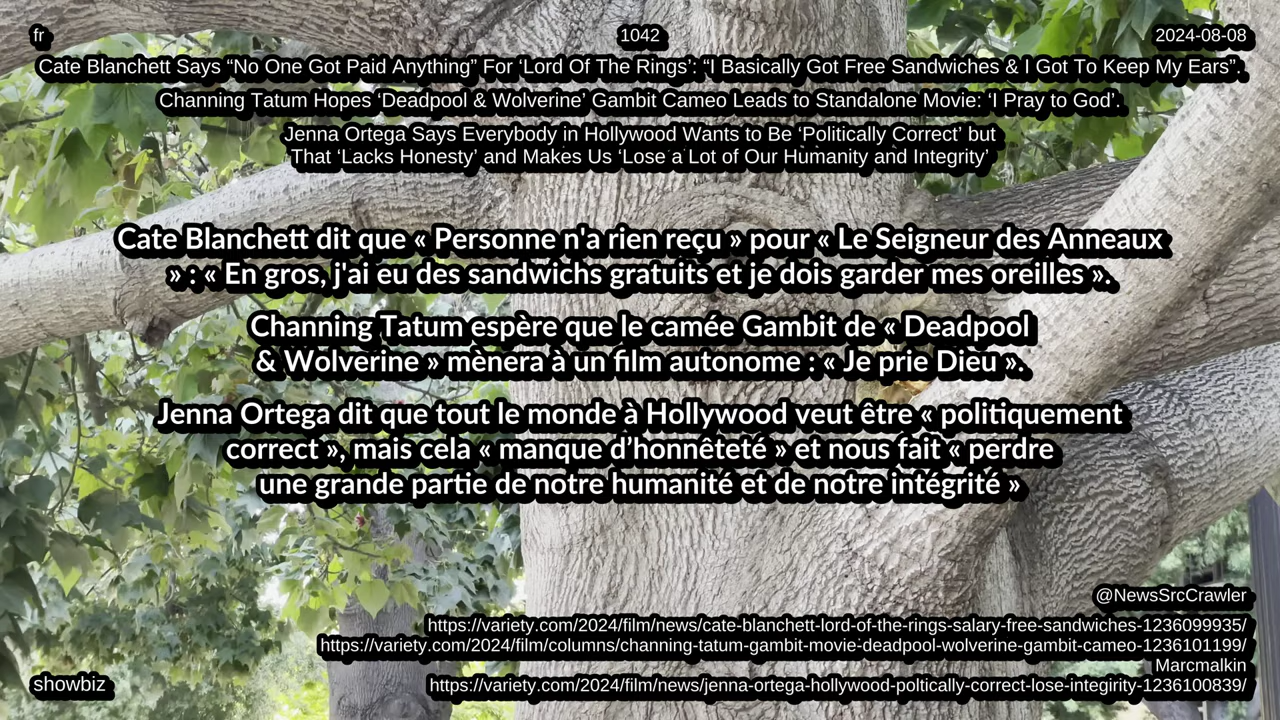 fr
1042
2024-08-08
Cate Blanchett Says “No One Got Paid Anything” For ‘Lord Of The Rings’: “I Basically Got Free Sandwiches & I Got To Keep My Ears”.
Channing Tatum Hopes ‘Deadpool & Wolverine’ Gambit Cameo Leads to Standalone Movie: ‘I Pray to God’.
Jenna Ortega Says Everybody in Hollywood Wants to Be ‘Politically Correct’ but
That ‘Lacks Honesty’ and Makes Us ‘Lose a Lot of Our Humanity and Integrity’
Cate Blanchett dit que « Personne n'a rien reçu » pour « Le Seigneur des Anneaux
» : « En gros, j'ai eu des sandwichs gratuits et je dois garder mes oreilles ».
Channing Tatum espère que le camée Gambit de « Deadpool
& Wolverine » mènera à un film autonome : « Je prie Dieu ».
Jenna Ortega dit que tout le monde à Hollywood veut être « politiquement
correct », mais cela « manque d’honnêteté » et nous fait « perdre
une grande partie de notre humanité et de notre intégrité »
@NewsSrcCrawler
https://variety.com/2024/film/news/cate-blanchett-lord-of-the-rings-salary-free-sandwiches-1236099935/
https://variety.com/2024/film/columns/channing-tatum-gambit-movie-deadpool-wolverine-gambit-cameo-1236101199/
Marcmalkin
https://variety.com/2024/film/news/jenna-ortega-hollywood-poltically-correct-lose-integirity-1236100839/
showbiz